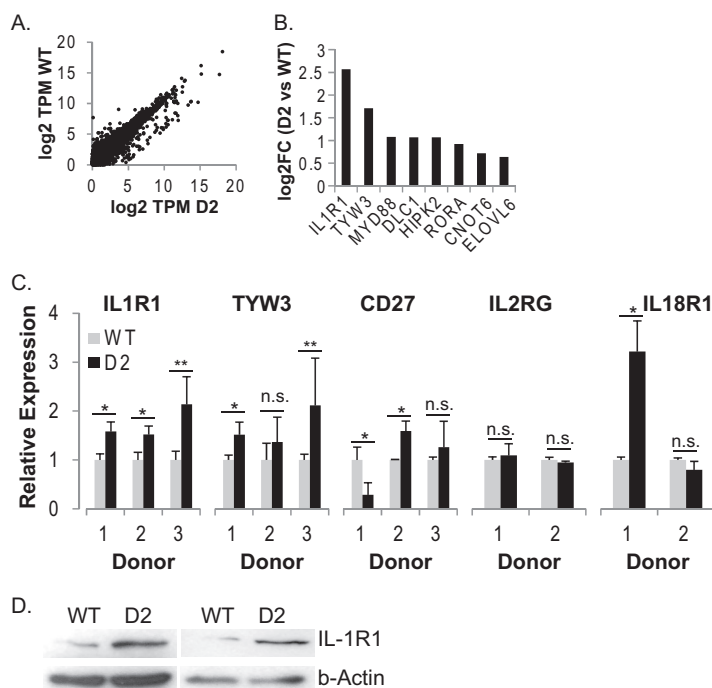 A.
log2 TPM WT
20
15
10
5
0
0 5 10 15 20
log2 TPM D2
B.
log2FC (D2 vs WT)
3
2.5
2
1.5
1
0.5
0
IL1R1
TYW3
MYD88
DLC1
HIPK2
RORA
CNOT6
ELOVL6
C.
Relative Expression
4
3
2
1
0
WT
D2
IL1R1
* * **
1 2 3
Donor
TYW3
* n.s. **
1 2 3
Donor
CD27
* * n.s.
1 2 3
Donor
IL2RG
n.s. n.s.
1 2
Donor
IL18R1
* n.s.
1 2
Donor
D.
WT D2 WT D2
IL-1R1
b-Actin